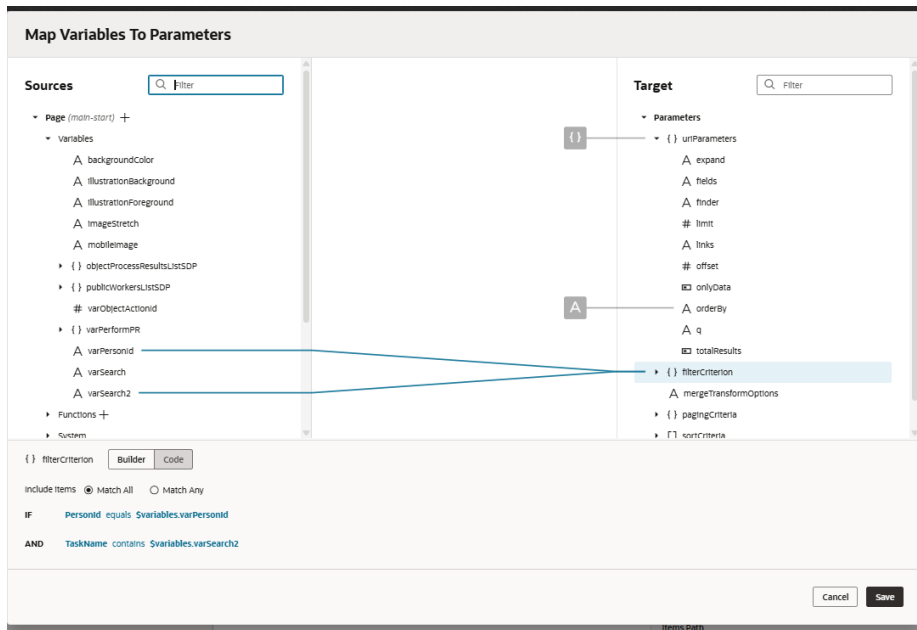 Map Variables To Parameters
Sources
Filter
Page (main-start)
Variables
A backgroundColor
A illustrationBackground
A illustrationForeground
A imageStretch
A mobileImage
{ } objectProcessResultsListSDP
{ } publicWorkersListSDP
# varObjectActionId
{ } varPerformPR
A varPersonId
A varSearch
A varSearch2
Functions
System
{ }
A
Target
Filter
Parameters
{ } uriParameters
A expand
A fields
A finder
# limit
A links
# offset
onlyData
A orderBy
A q
totalResults
{ } filterCriterion
A mergeTransformOptions
{ } pagingCriteria
[ ] sortCriteria
{ } filterCriterion Builder Code
Include Items Match All Match Any
IF PersonId equals $variables.varPersonId
AND TaskName contains $variables.varSearch2
Cancel Save
Items Path